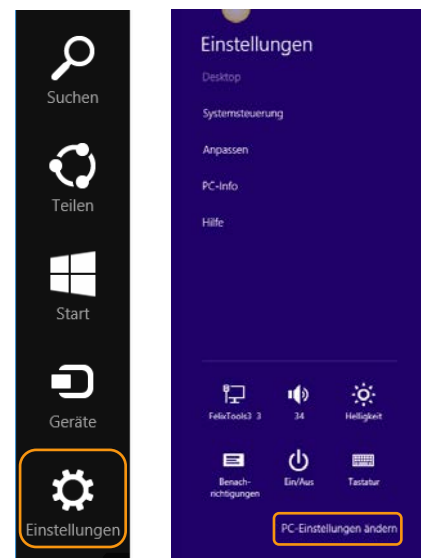 Suchen
Teilen
Start
Geräte
Einstellungen
Einstellungen
Desktop
Systemsteuerung
Anpassen
PC-Info
Hilfe
FelixTools3 3
34
Helligkeit
Benach-
richtigungen
Ein/Aus
Tastatur
PC-Einstellungen ändern